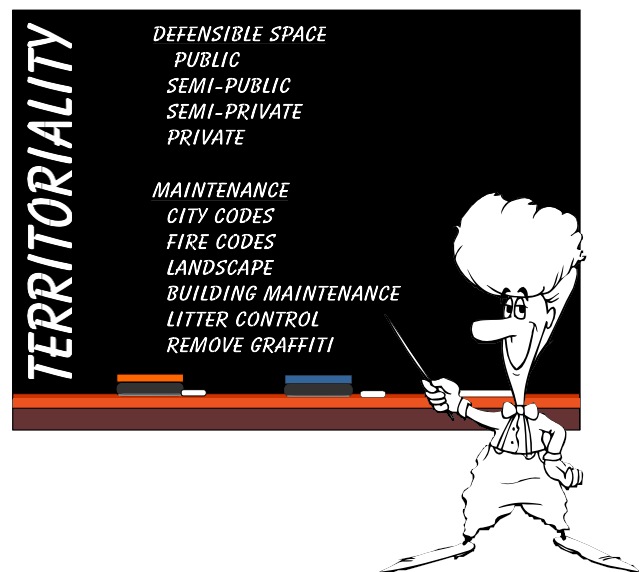 TERRITORIALITY
DEFENSIBLE SPACE
PUBLIC
SEMI-PUBLIC
SEMI-PRIVATE
PRIVATE
MAINTENANCE
CITY CODES
FIRE CODES
LANDSCAPE
BUILDING MAINTENANCE
LITTER CONTROL
REMOVE GRAFFITI